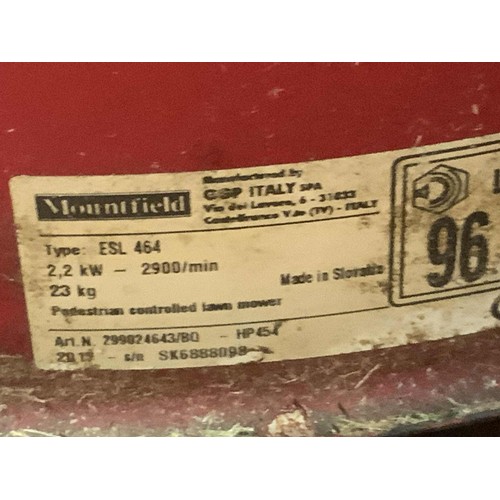 Mountfield
Manufactured by
GGP ITALY SPA
Via del Lavoro, 6 - 31033
Castelfranco V.to (TV) - ITALY
Type: ESL 464
2,2 kW - 2900/min
23 kg
Made in Slovakia
Pedestrian controlled lawn mower
Art.N. 299024643/BQ - HP454
- s/n SK6888098
96